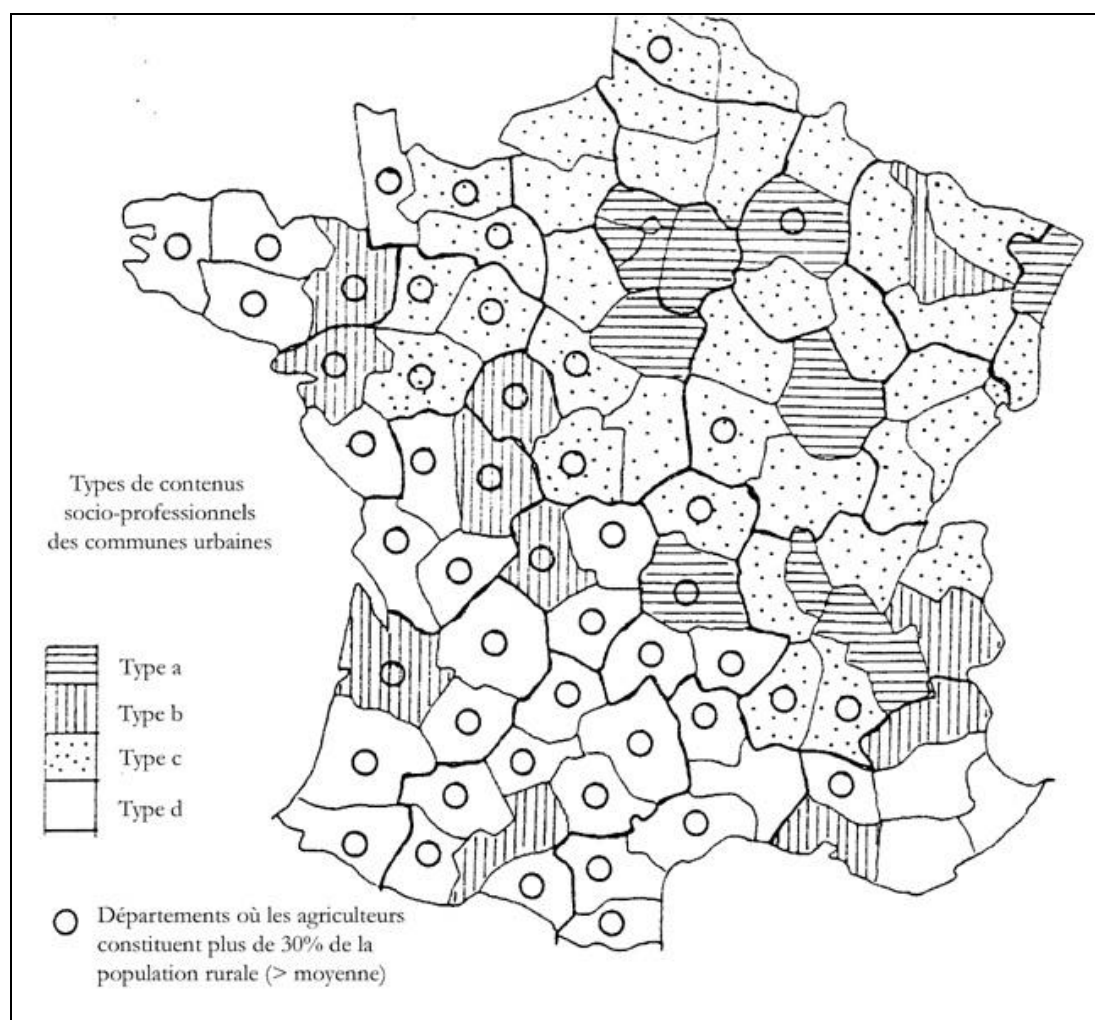 Types de contenus
socio-professionnels
des communes urbaines
Type a
Type b
Type c
Type d
Départements où les agriculteurs
constituent plus de 30% de la
population rurale (> moyenne)